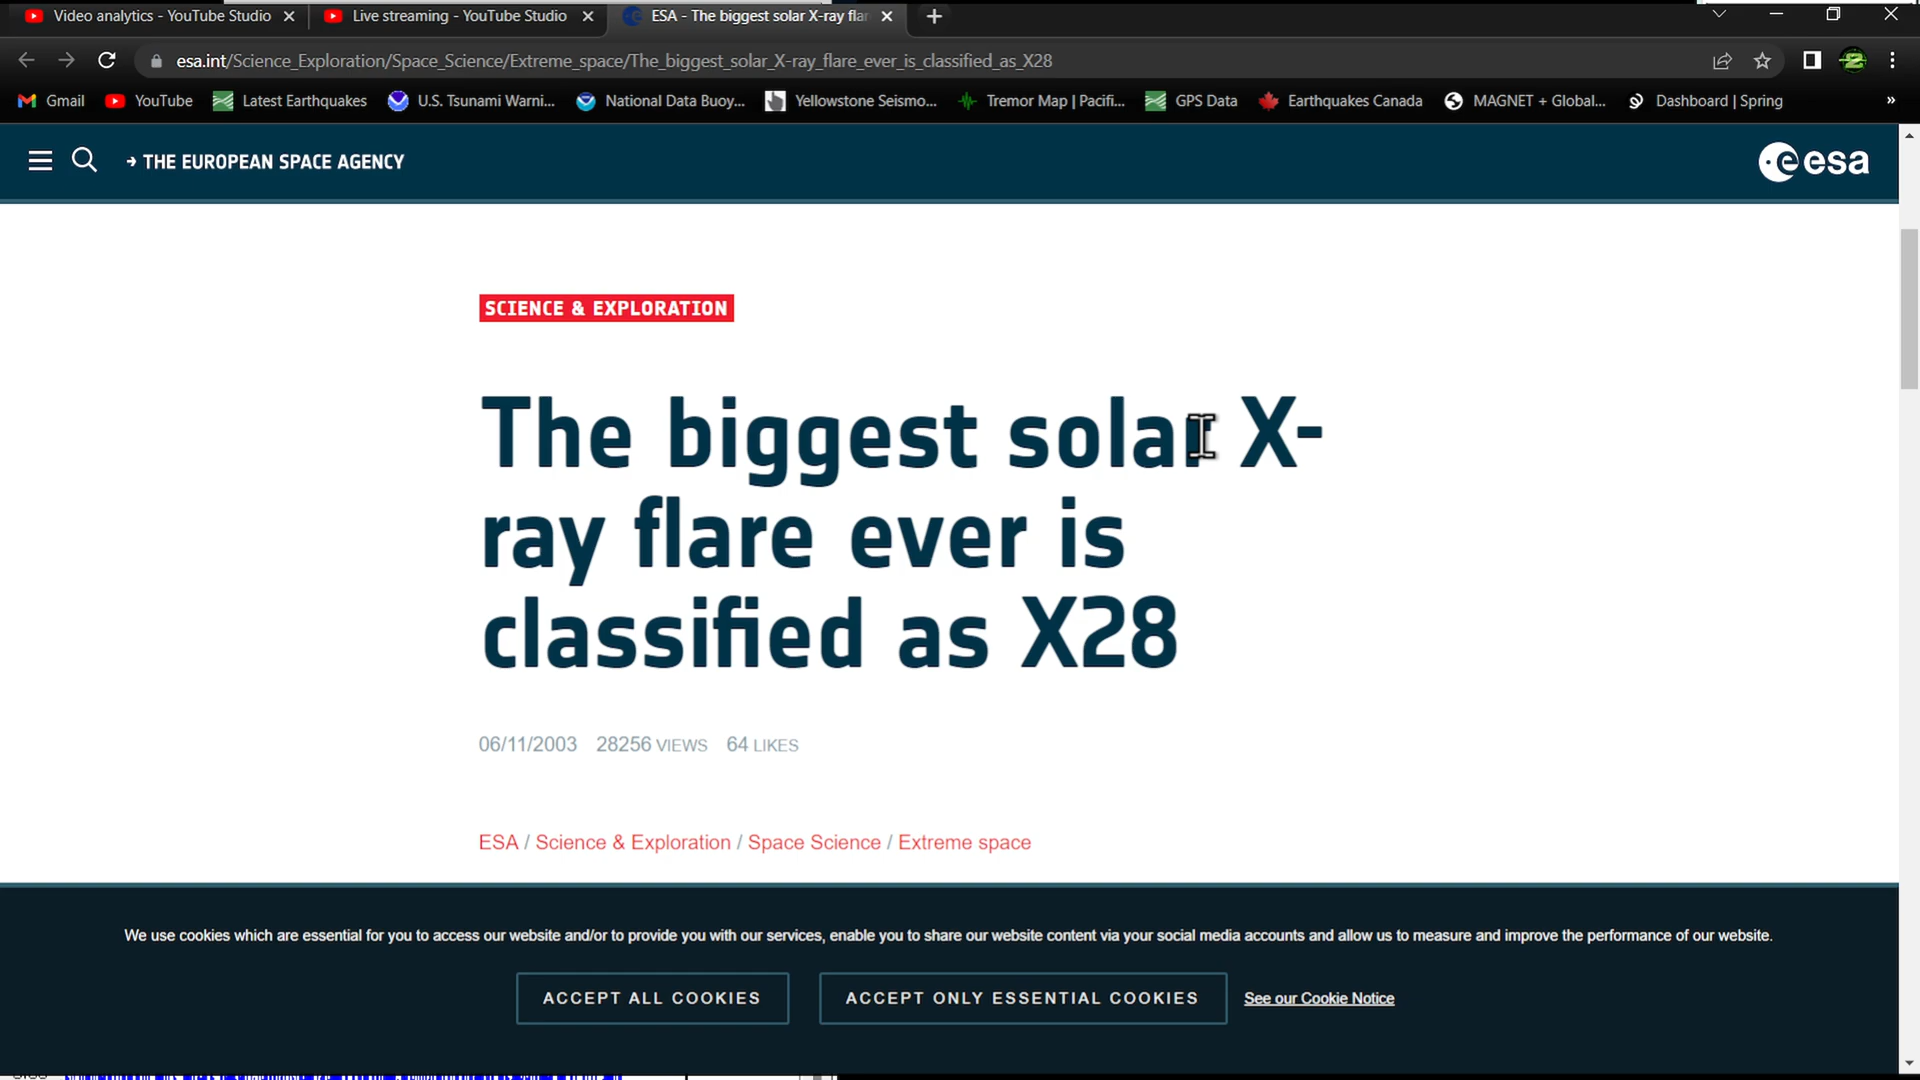 Video analytics - YouTube Studio
Live streaming - YouTube Studio
ESA - The biggest solar X-ray flar
esa.int/Science_Exploration/Space_Science/Extreme_space/The_biggest_solar_X-ray_flare_ever_is_classified_as_X28
Gmail
YouTube
Latest Earthquakes
U.S. Tsunami Warni...
National Data Buoy...
Yellowstone Seismo...
Tremor Map | Pacifi...
GPS Data
Earthquakes Canada
MAGNET + Global...
Dashboard | Spring
»
→ THE EUROPEAN SPACE AGENCY
esa
SCIENCE & EXPLORATION
The biggest solar X-
ray flare ever is
classified as X28
06/11/2003 28256 VIEWS 64 LIKES
ESA / Science & Exploration / Space Science / Extreme space
We use cookies which are essential for you to access our website and/or to provide you with our services, enable you to share our website content via your social media accounts and allow us to measure and improve the performance of our website.
ACCEPT ALL COOKIES
ACCEPT ONLY ESSENTIAL COOKIES
See our Cookie Notice